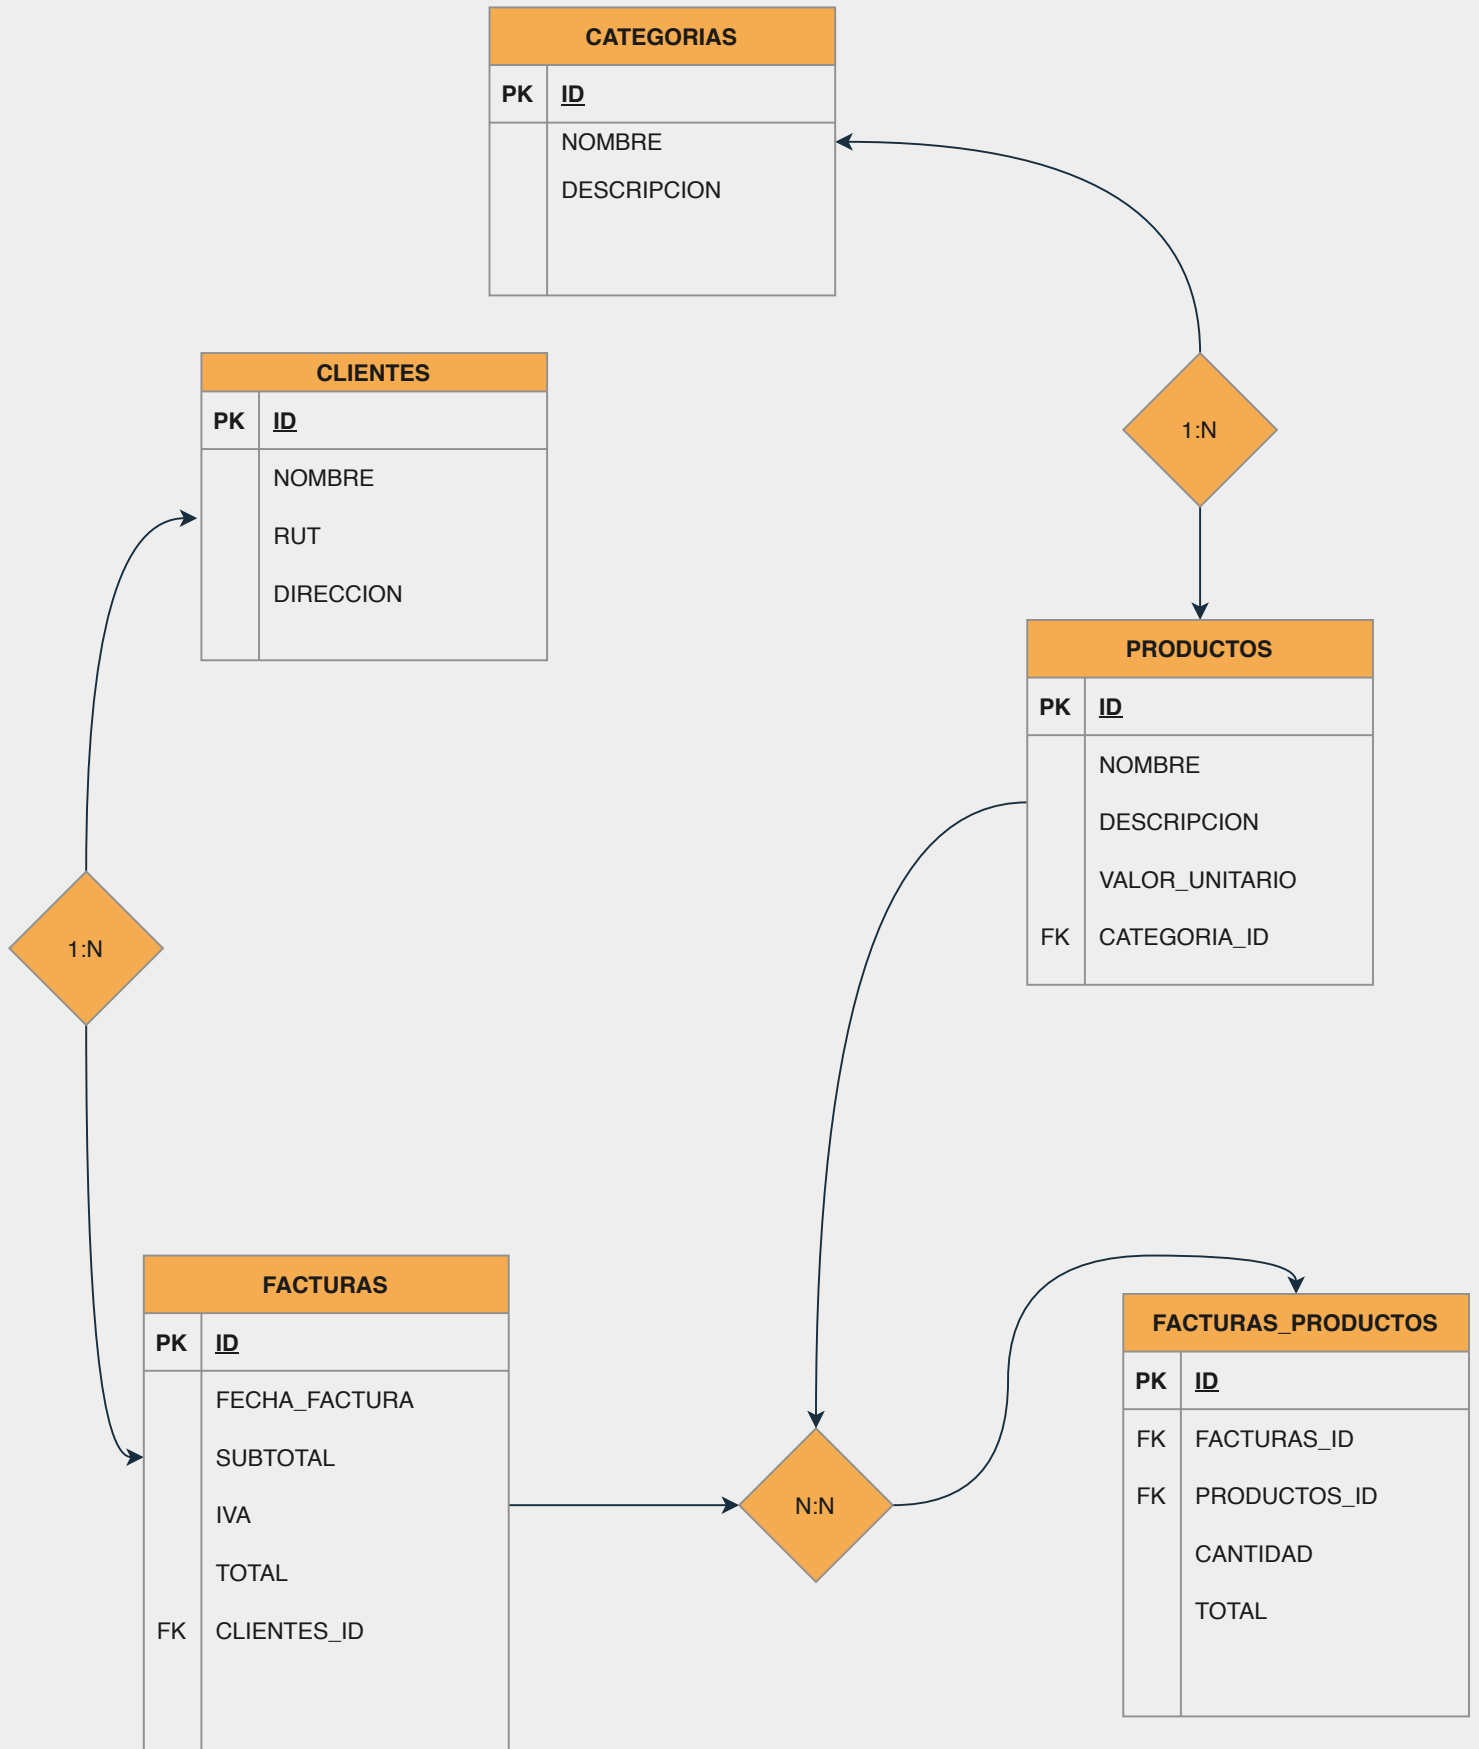 CATEGORIAS
PK ID
NOMBRE
DESCRIPCION
CLIENTES
PK ID
NOMBRE
RUT
DIRECCION
1:N
PRODUCTOS
PK ID
NOMBRE
DESCRIPCION
VALOR_UNITARIO
FK CATEGORIA_ID
1:N
FACTURAS
PK ID
FECHA_FACTURA
SUBTOTAL
IVA
TOTAL
FK CLIENTES_ID
N:N
FACTURAS_PRODUCTOS
PK ID
FK FACTURAS_ID
FK PRODUCTOS_ID
CANTIDAD
TOTAL